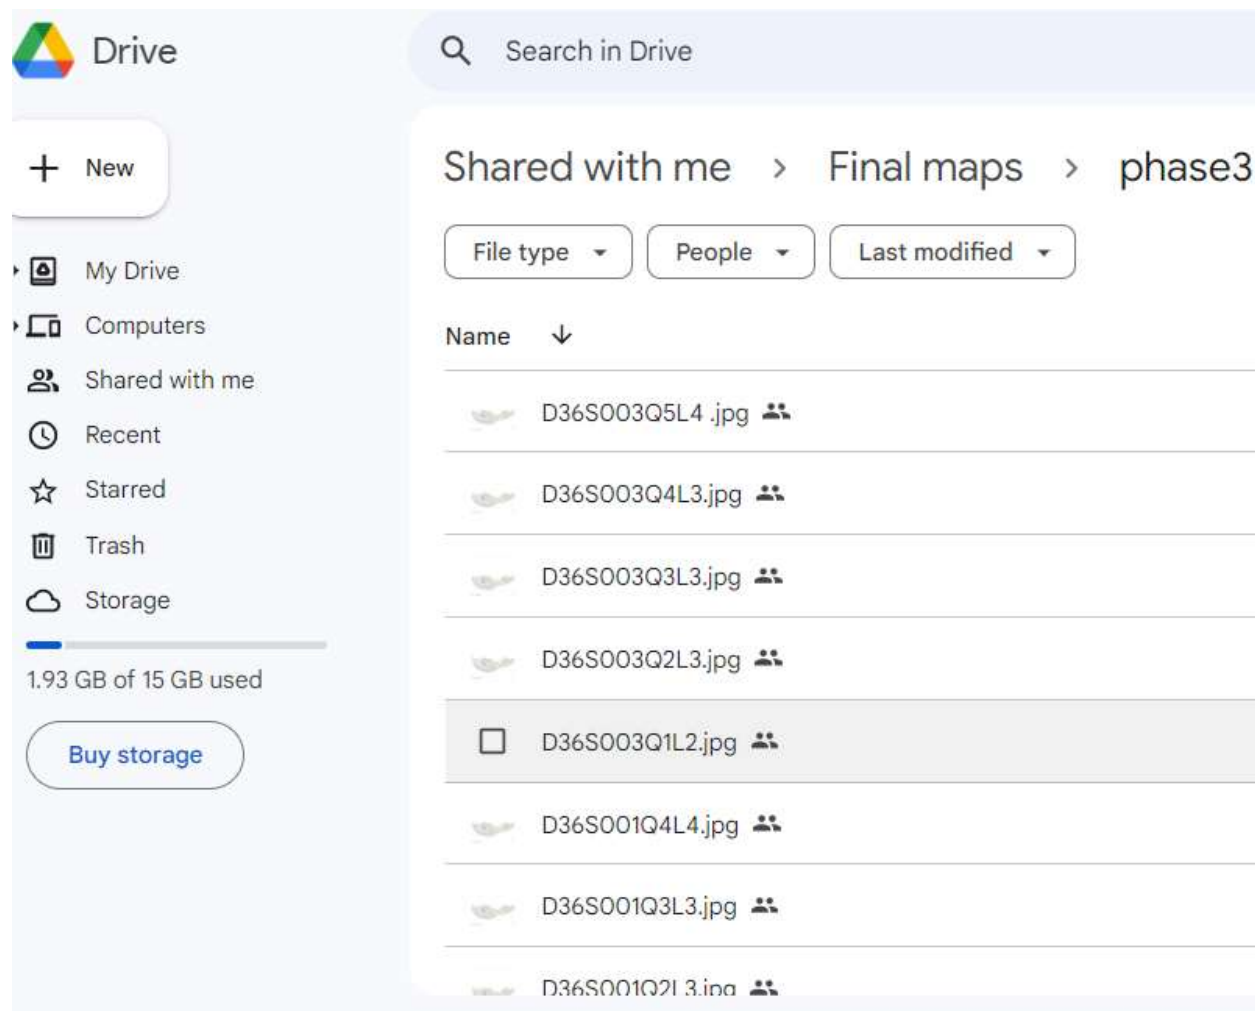 Drive
Search in Drive
New
Shared with me > Final maps > phase3
File type
People
Last modified
My Drive
Computers
Name
Shared with me
D36S003Q5L4 .jpg
Recent
Starred
D36S003Q4L3.jpg
Trash
D36S003Q3L3.jpg
Storage
1.93 GB of 15 GB used
D36S003Q2L3.jpg
Buy storage
D36S003Q1L2.jpg
D36S001Q4L4.jpg
D36S001Q3L3.jpg
D36S001Q2L3.jpg